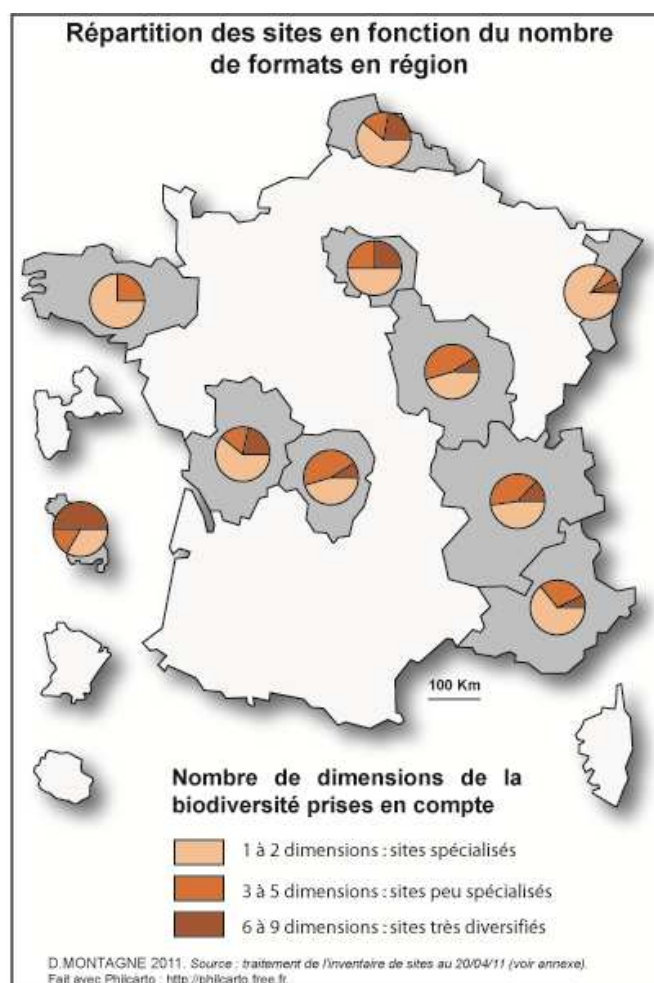 Répartition des sites en fonction du nombre
de formats en région
100 Km
Nombre de dimensions de la
biodiversité prises en compte
1 à 2 dimensions : sites spécialisés
3 à 5 dimensions : sites peu spécialisés
6 à 9 dimensions : sites très diversifiés
D.MONTAGNE 2011. Source : traitement de l'inventaire de sites au 20/04/11 (voir annexe).
Fait avec Philcarto : http://philcarto.free.fr